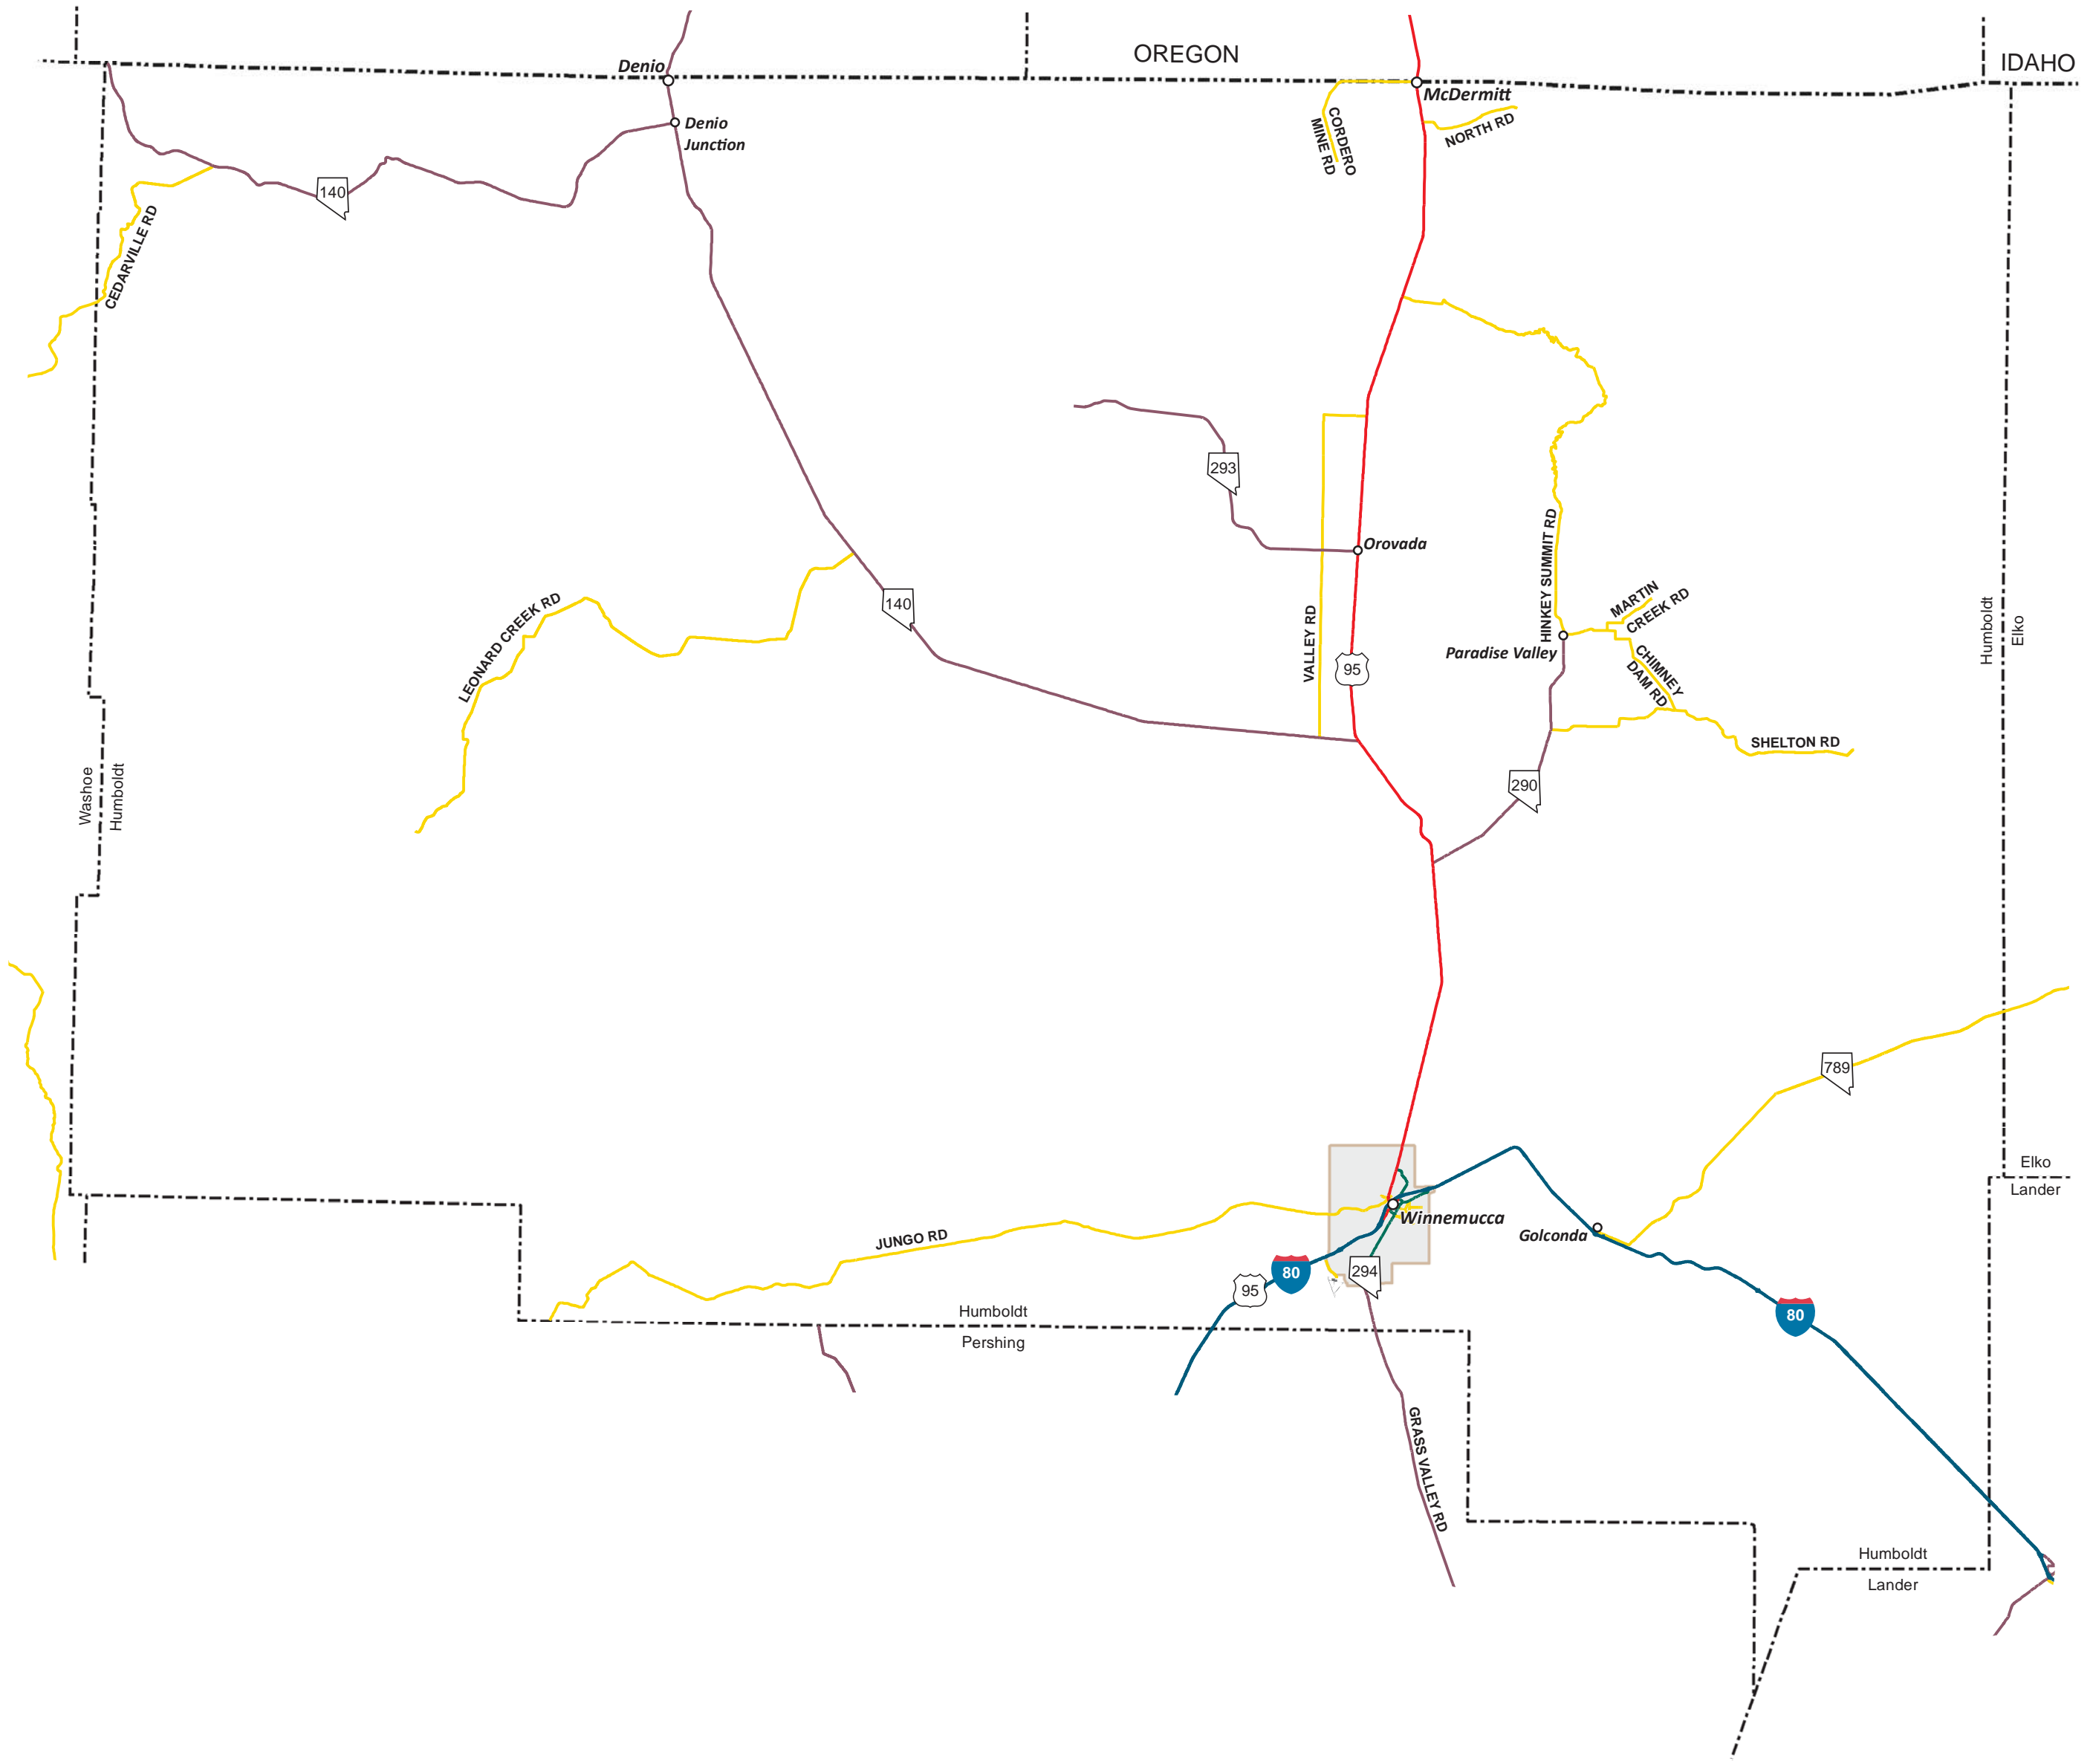 OREGON
IDAHO
Denio
McDermitt
Denio
Junction
CORDERO
MINE RD
NORTH RD
140
CEDARVILLE RD
293
Orovada
HINKEY SUMMIT RD
MARTIN
CREEK RD
140
LEONARD CREEK RD
VALLEY RD
95
Paradise Valley
CHIMNEY
DAM RD
Humboldt
Elko
SHELTON RD
290
Washoe
Humboldt
789
Elko
Lander
Winnemucca
Golconda
JUNGO RD
80
294
95
80
Humboldt
Pershing
GRASS VALLEY RD
Humboldt
Lander